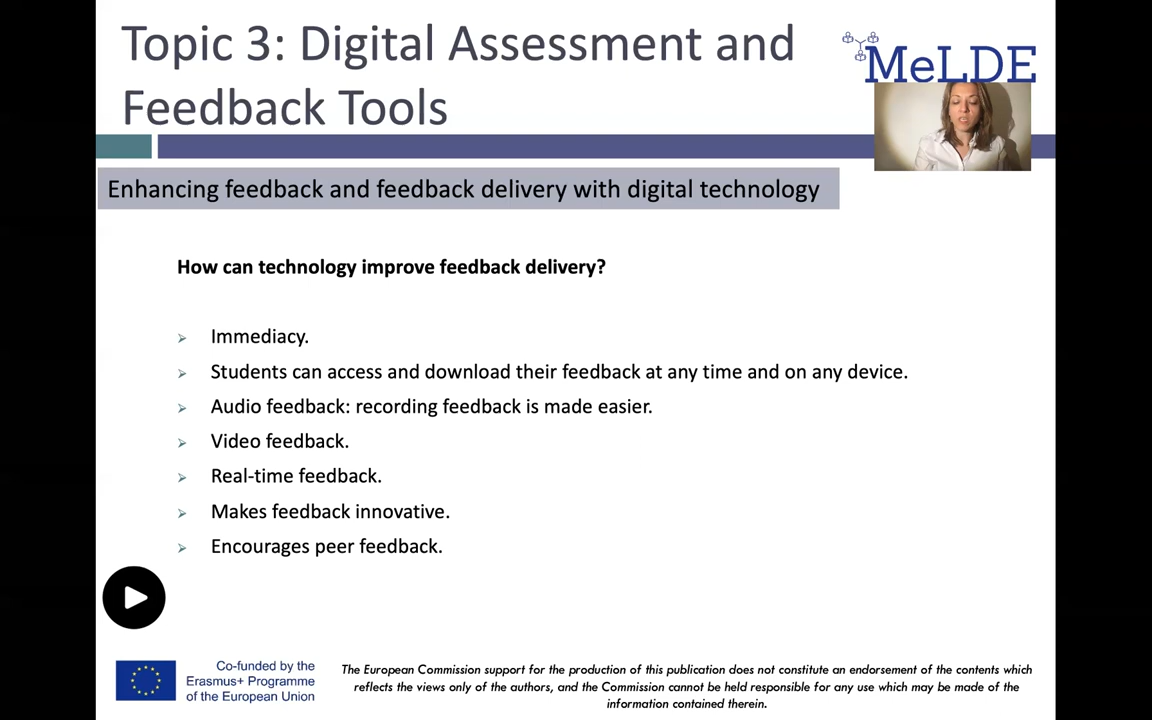 Topic 3: Digital Assessment and
Feedback Tools
MeLDE
Enhancing feedback and feedback delivery with digital technology
How can technology improve feedback delivery?
Immediacy.
Students can access and download their feedback at any time and on any device.
Audio feedback: recording feedback is made easier.
Video feedback.
Real-time feedback.
Makes feedback innovative.
Encourages peer feedback.
Co-funded by the
Erasmus+ Programme
of the European Union
The European Commission support for the production of this publication does not constitute an endorsement of the contents which
reflects the views only of the authors, and the Commission cannot be held responsible for any use which may be made of the
information contained therein.